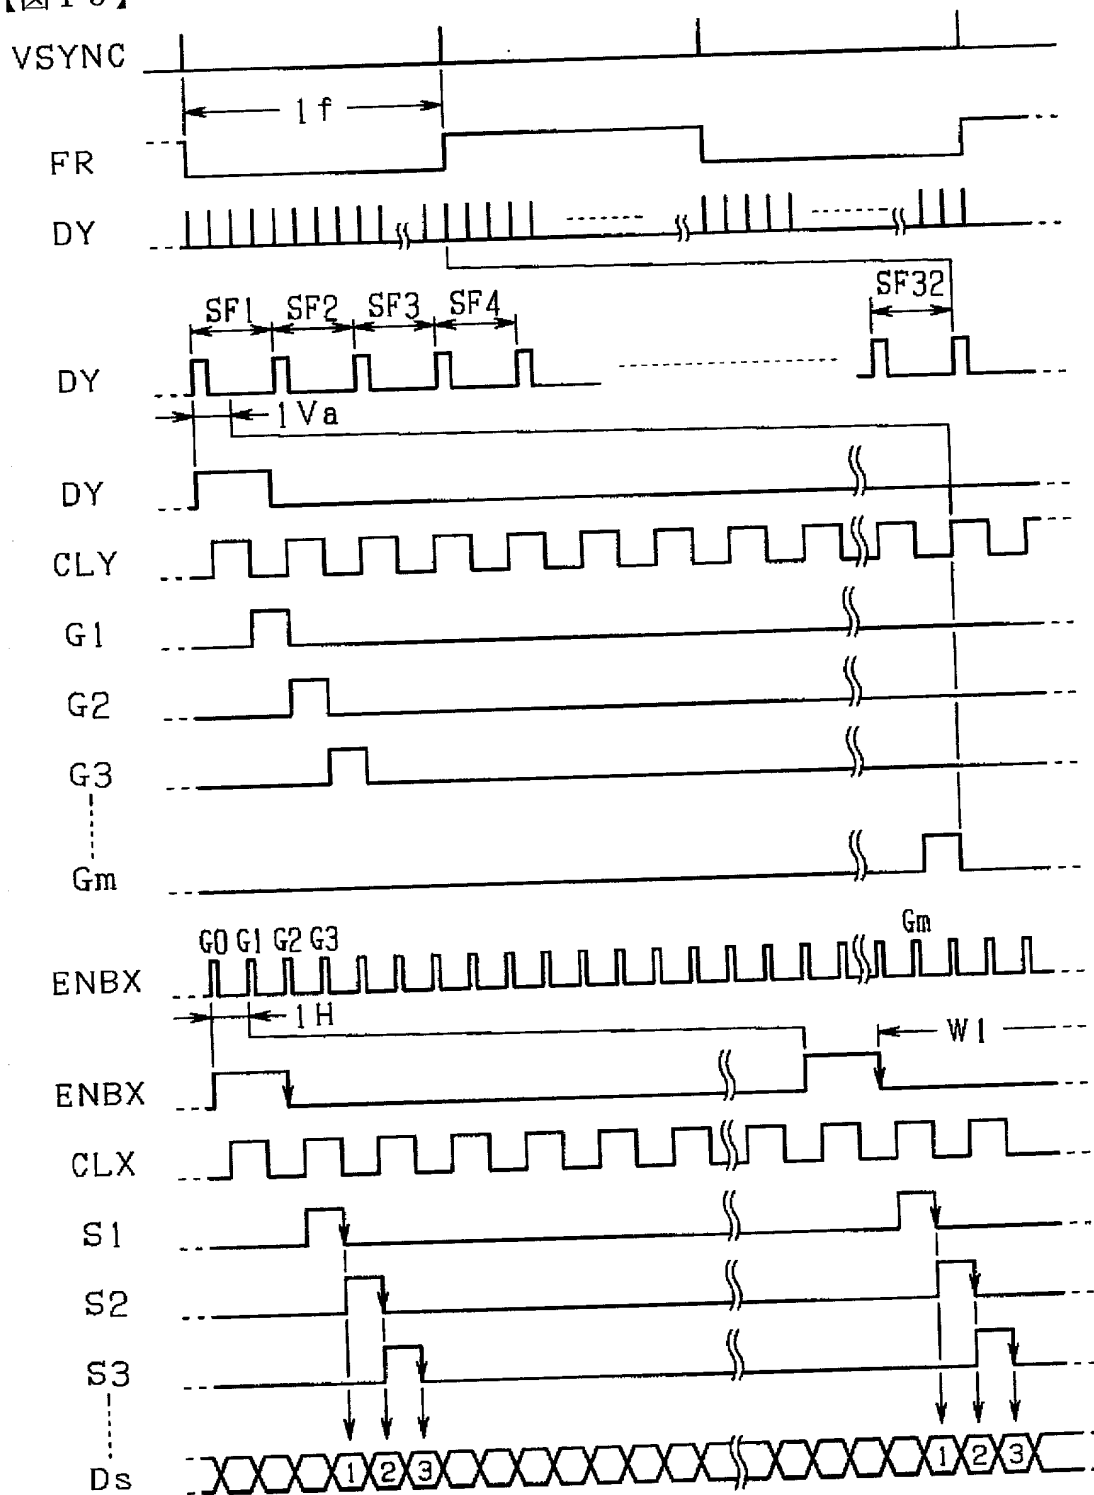 VSYNC
1f
FR
DY
SF1 SF2 SF3 SF4 SF32
DY
1Va
DY
CLY
G1
G2
G3
Gm
G0 G1 G2 G3 Gm
ENBX
1H
W1
ENBX
CLX
S1
S2
S3
Ds 1 2 3 1 2 3